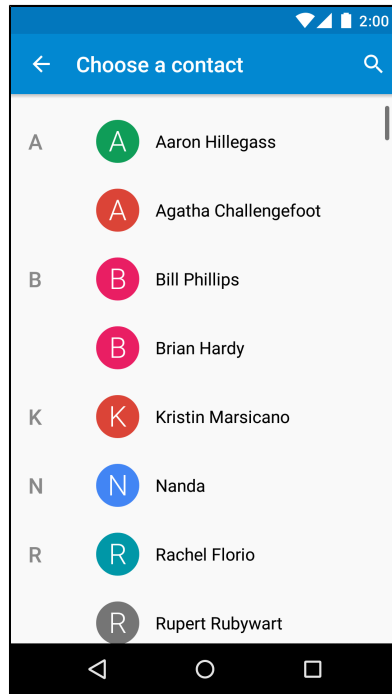 2:00
Choose a contact
A A Aaron Hillegass
A Agatha Challengefoot
B B Bill Phillips
B Brian Hardy
K K Kristin Marsicano
N N Nanda
R R Rachel Florio
R Rupert Rubywart